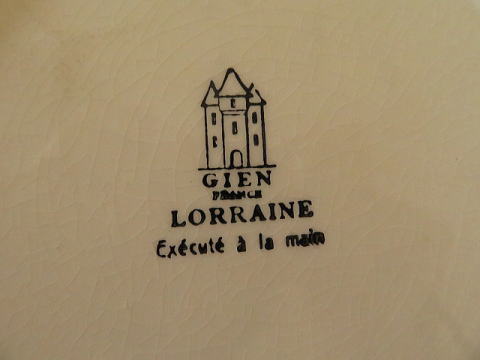 GIEN
FRANCE
LORRAINE
Exécuté à la main